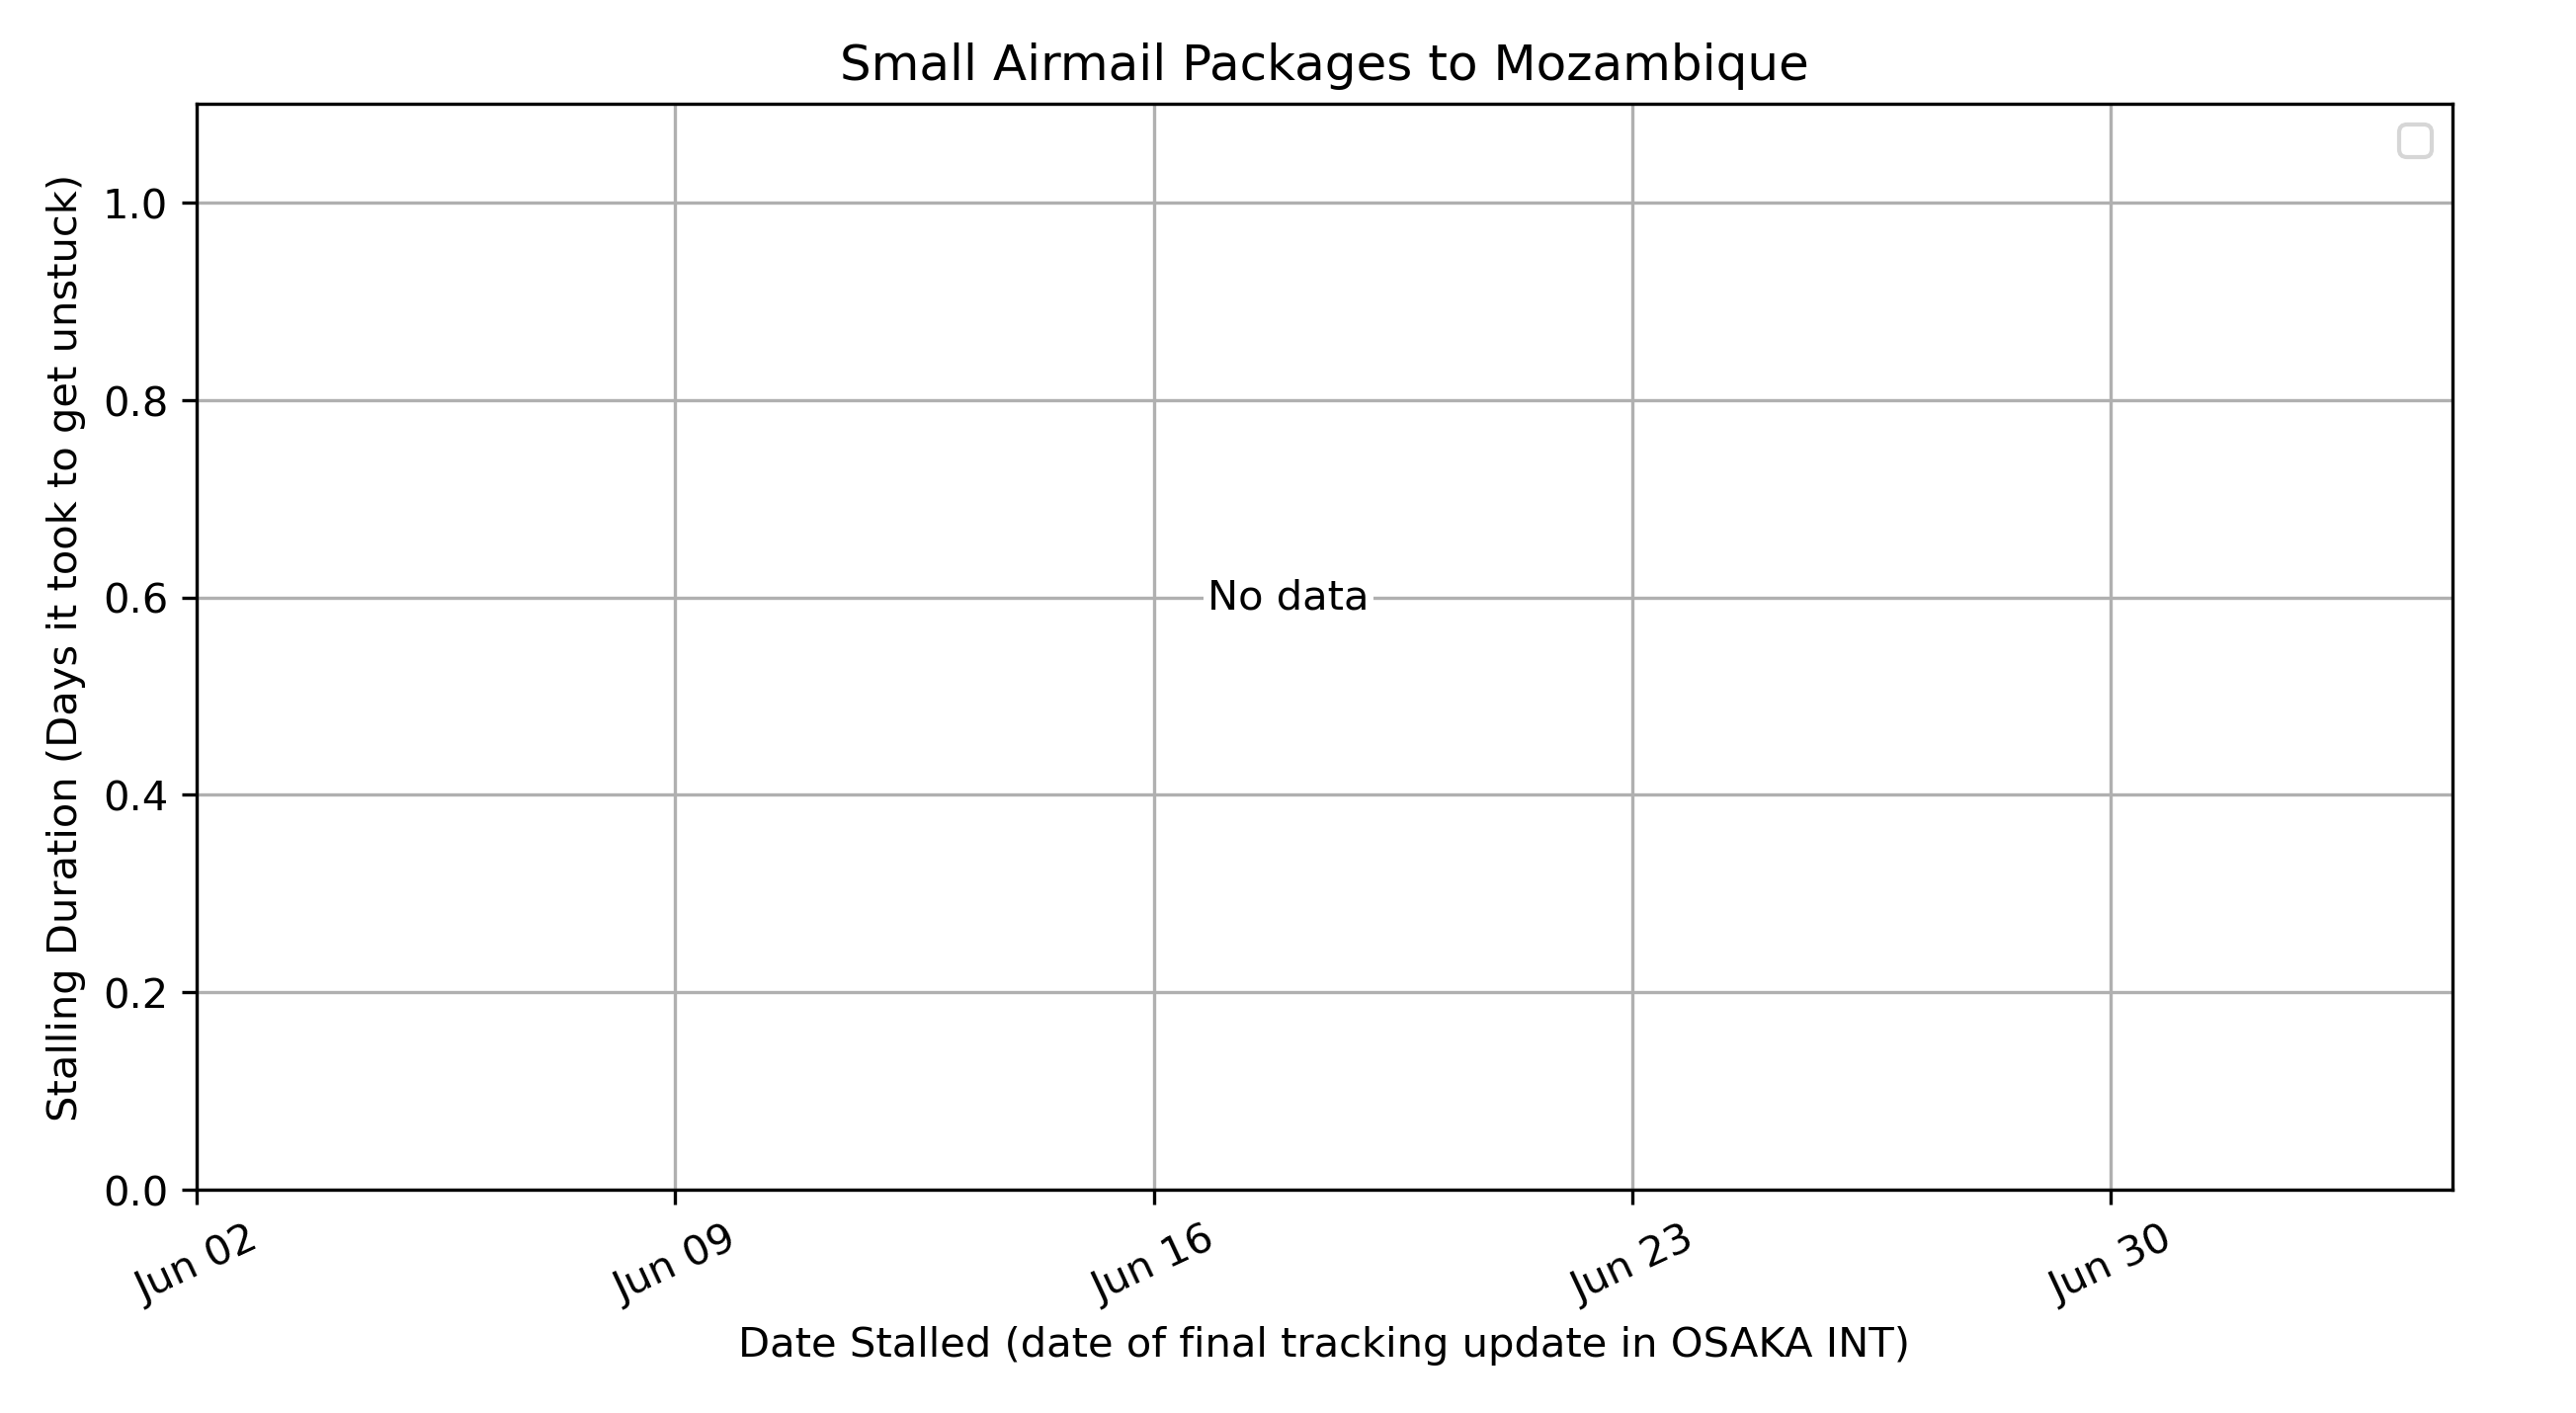 Small Airmail Packages to Mozambique
Stalling Duration (Days it took to get unstuck)
1.0
0.8
0.6
0.4
0.2
0.0
No data
Jun 02
Jun 09
Jun 16
Jun 23
Jun 30
Date Stalled (date of final tracking update in OSAKA INT)